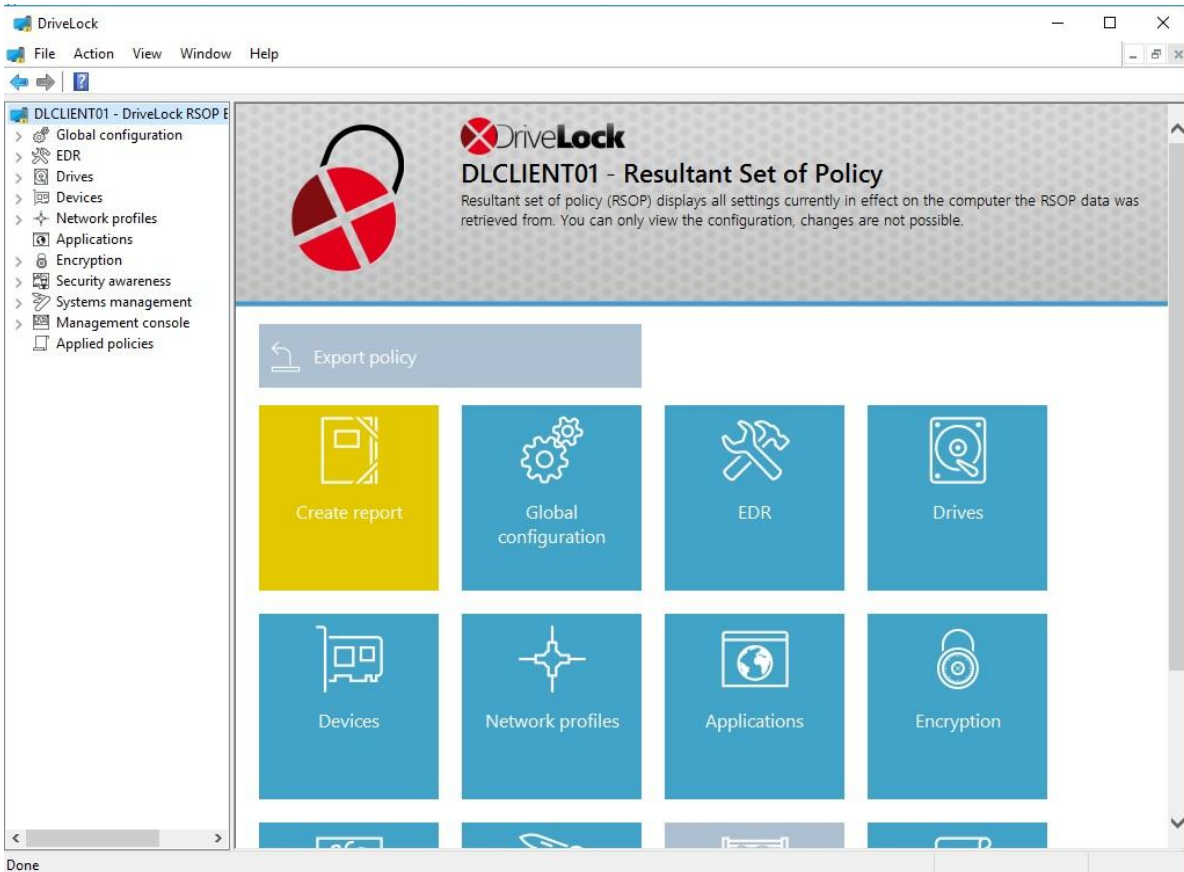 DriveLock
File Action View Window Help
DLCLIENT01 - DriveLock RSOP E
Global configuration
EDR
Drives
Devices
Network profiles
Applications
Encryption
Security awareness
Systems management
Management console
Applied policies
DriveLock
DLCLIENT01 - Resultant Set of Policy
Resultant set of policy (RSOP) displays all settings currently in effect on the computer the RSOP data was
retrieved from. You can only view the configuration, changes are not possible.
Export policy
Create report
Global
configuration
EDR
Drives
Devices
Network profiles
Applications
Encryption
Done